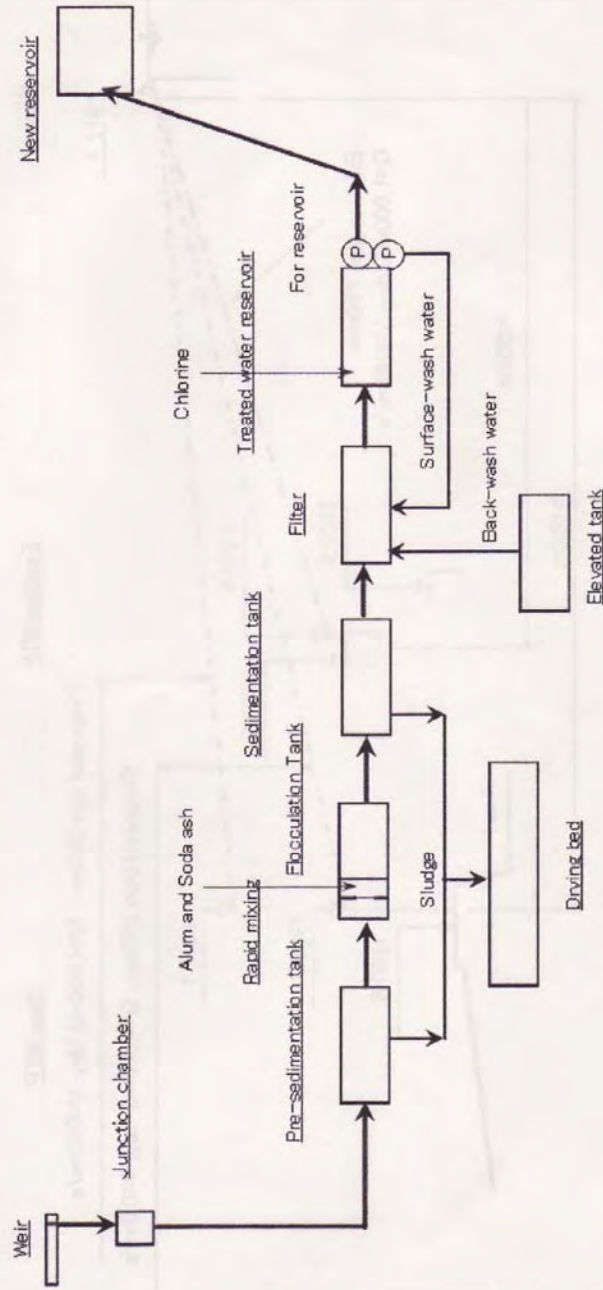 Weir
Junction chamber
Pre-sedimentation tank
Rapid mixing
Alum and Soda ash
Flocculation Tank
Sedimentation tank
Sludge
Drying bed
Filter
Back-wash water
Elevated tank
Surface-wash water
Chlorine
Treated water reservoir
P
P
For reservoir
New reservoir